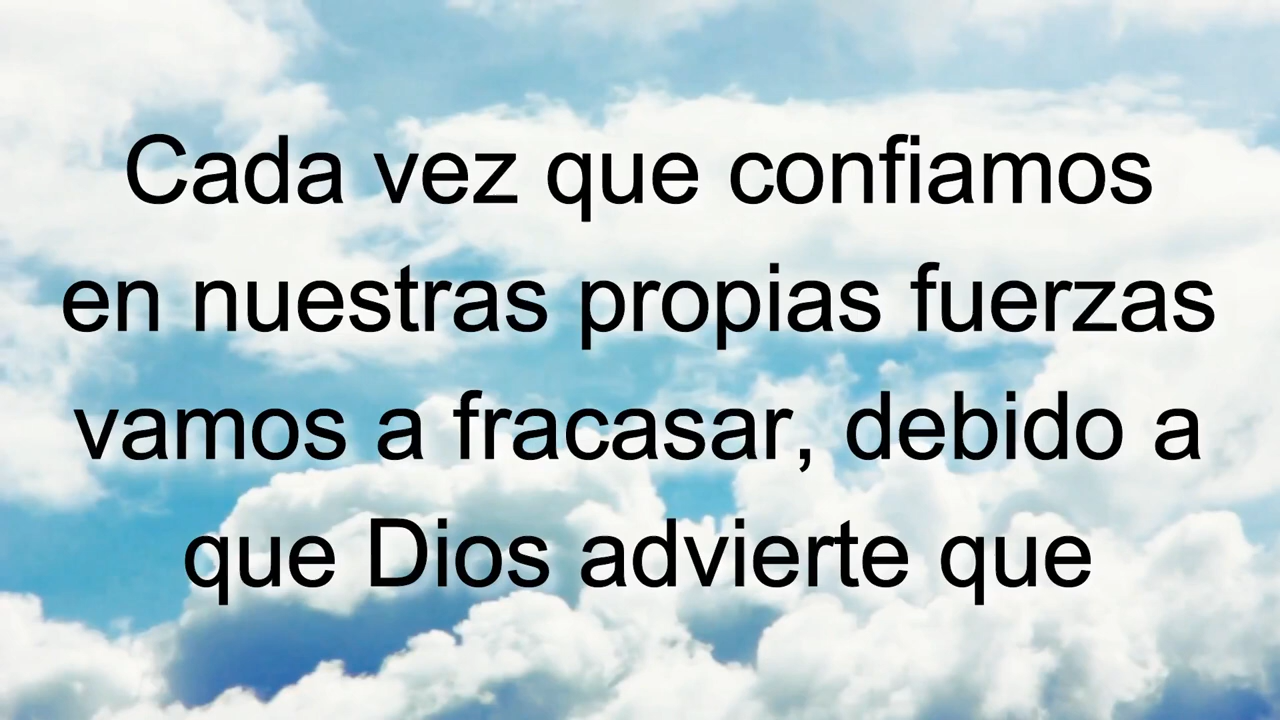 Cada vez que confiamos
en nuestras propias fuerzas
vamos a fracasar, debido a
que Dios advierte que